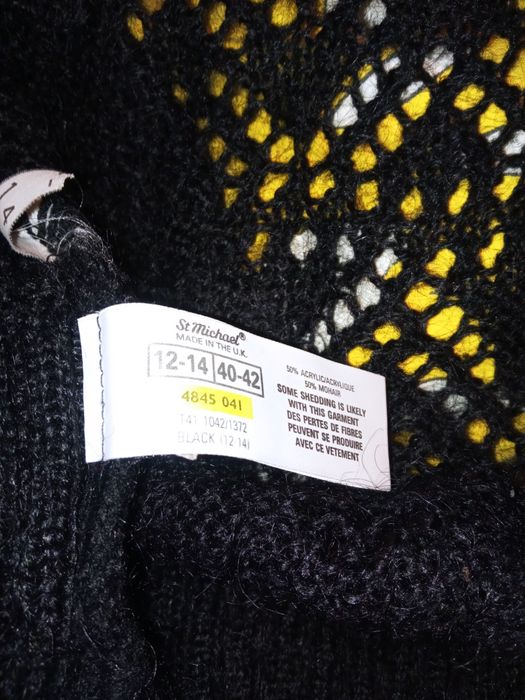 14
St Michael®
MADE IN THE U.K.
12-14 40-42
4845 041
T41 1042/1372
BLACK (12 14)
50% ACRYLIC/ACRYLIQUE
50% MOHAIR
SOME SHEDDING IS LIKELY
WITH THIS GARMENT
DES PERTES DE FIBRES
PEUVENT SE PRODUIRE
AVEC CE VETEMENT